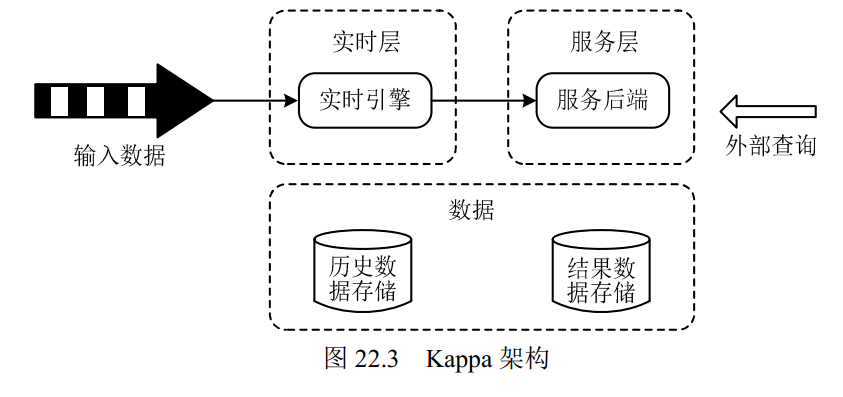 实时层
服务层
实时引擎
服务后端
输入数据
外部查询
数据
历史数
据存储
结果数
据存储
图 22.3 Kappa 架构